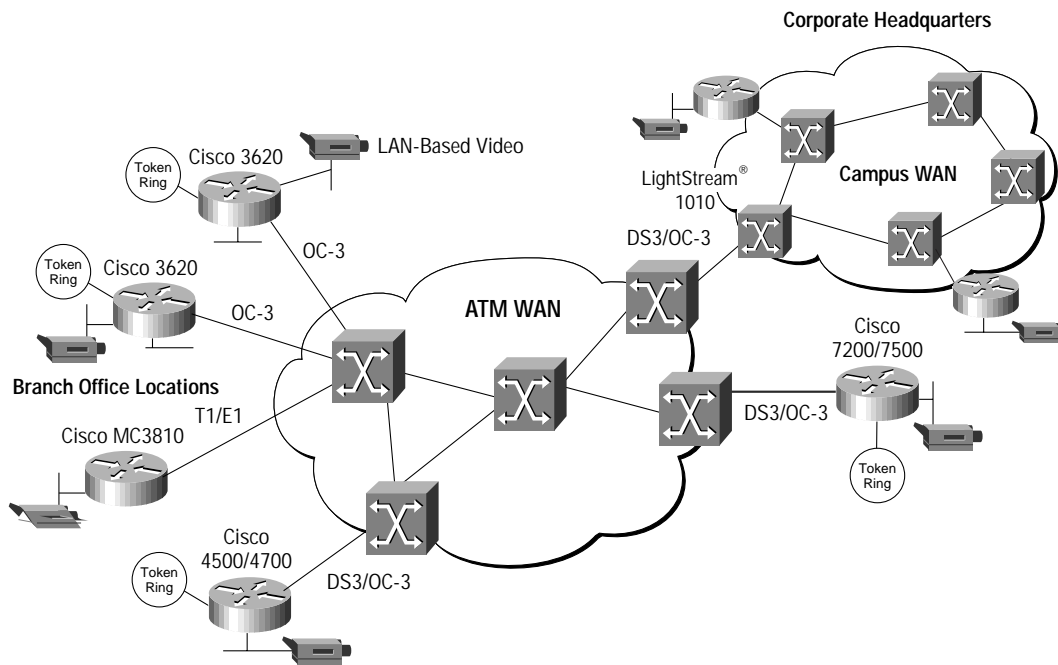 Corporate Headquarters
LAN-Based Video
Token
Ring
Cisco 3620
LightStream®
1010
Campus WAN
OC-3
DS3/OC-3
Token
Ring
Cisco 3620
OC-3
ATM WAN
Cisco
7200/7500
Branch Office Locations
T1/E1
DS3/OC-3
Cisco MC3810
Token
Ring
Cisco
4500/4700
Token
Ring
DS3/OC-3